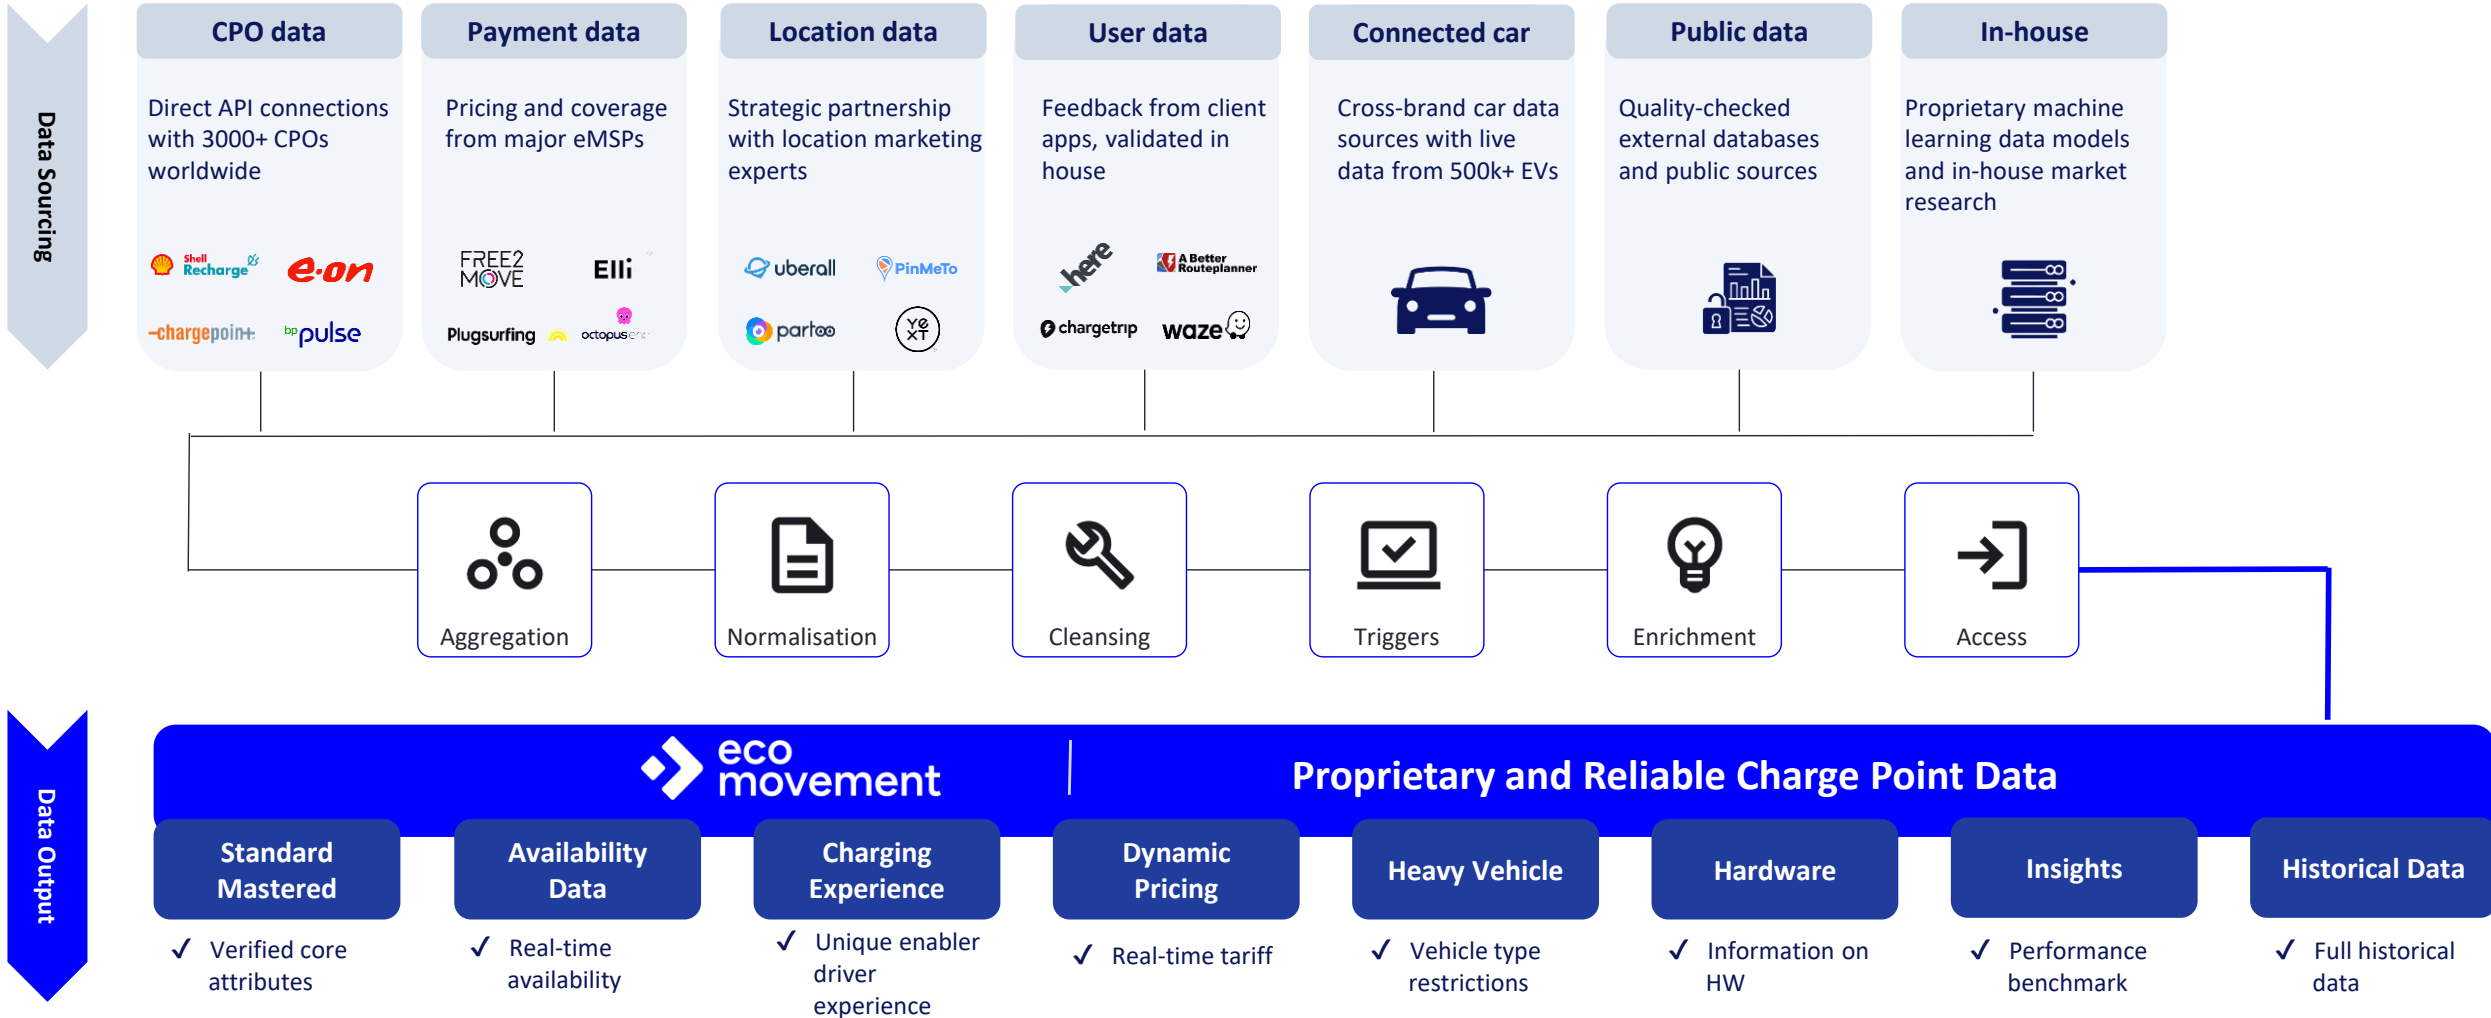 Data Sourcing
CPO data
Direct API connections
with 3000+ CPOs
worldwide
Shell
Recharge
e·on
-chargepoin+.
bp pulse
Payment data
Pricing and coverage
from major eMSPs
FREE2
MOVE
Elli
Plugsurfing
octopus
Location data
Strategic partnership
with location marketing
experts
uberall
PinMeTo
partoo
yext
User data
Feedback from client
apps, validated in
house
here
A Better
Routeplanner
chargetrip
waze
Connected car
Cross-brand car data
sources with live
data from 500k+ EVs
Public data
Quality-checked
external databases
and public sources
In-house
Proprietary machine
learning data models
and in-house market
research
Aggregation
Normalisation
Cleansing
Triggers
Enrichment
Access
Data Output
eco
movement
Proprietary and Reliable Charge Point Data
Standard
Mastered
✓ Verified core
attributes
Availability
Data
✓ Real-time
availability
Charging
Experience
✓ Unique enabler
driver
experience
Dynamic
Pricing
✓ Real-time tariff
Heavy Vehicle
✓ Vehicle type
restrictions
Hardware
✓ Information on
HW
Insights
✓ Performance
benchmark
Historical Data
✓ Full historical
data